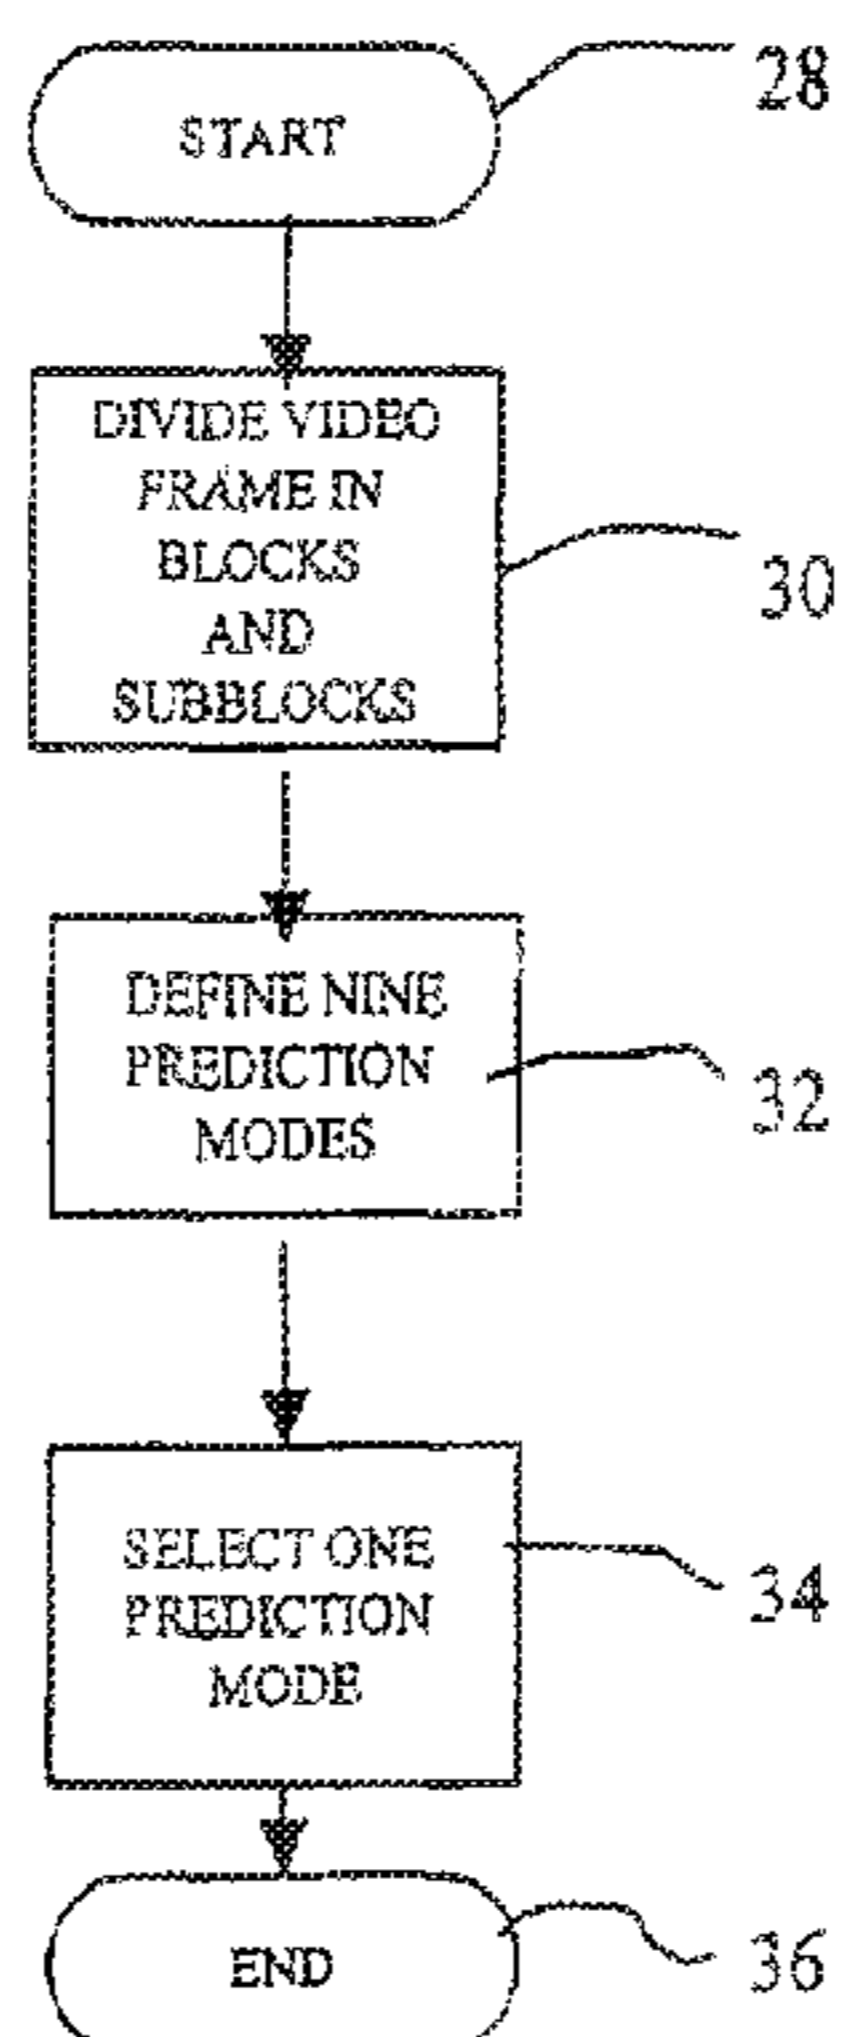 START
28
DIVIDE VIDEO
FRAME IN
BLOCKS
AND
SUBBLOCKS
30
DEFINE NINE
PREDICTION
MODES
32
SELECT ONE
PREDICTION
MODE
34
END
36